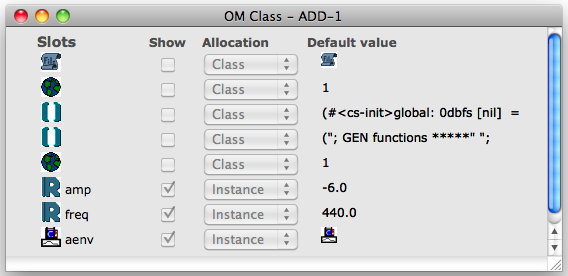 OM Class - ADD-1
Slots Show Allocation Default value
Class
Class 1
Class (#<cs-init>global: 0dbfs [nil] =
Class ("; GEN functions *****" ";
Class 1
R amp Instance -6.0
R freq Instance 440.0
aenv Instance